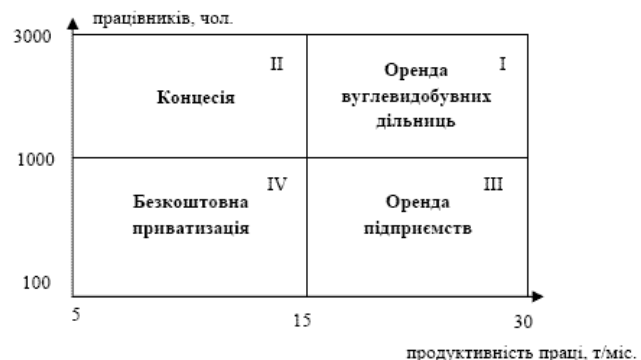 працівників, чол.
3000
II
Концесія
I
Оренда
вуглевидобувних
дільниць
1000
IV
Безкоштовна
приватизація
III
Оренда
підприємств
100
5
15
30
продуктивність праці, т/міс.